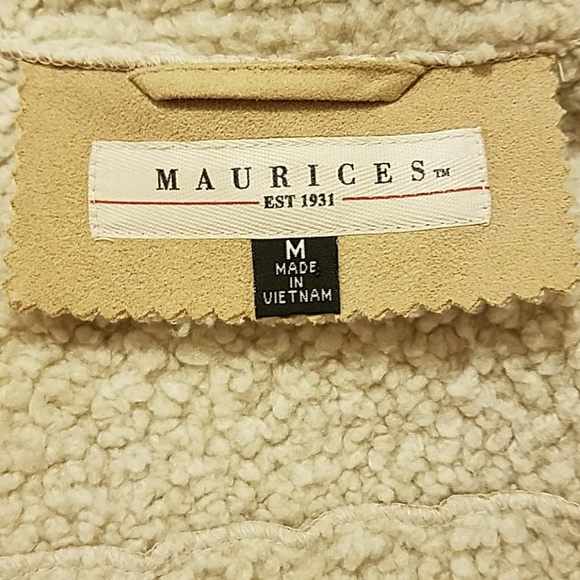 MAURICES™
EST 1931
M
MADE
IN
VIETNAM